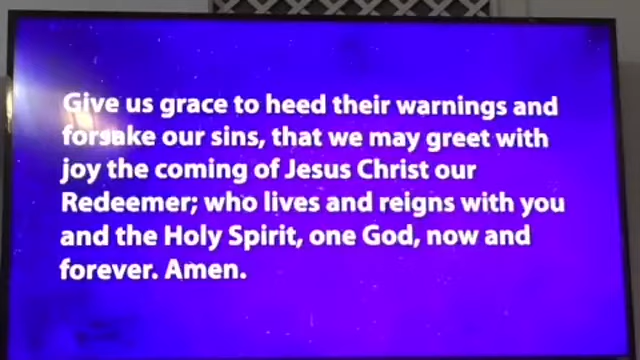 Give us grace to heed their warnings and
forsake our sins, that we may greet with
joy the coming of Jesus Christ our
Redeemer; who lives and reigns with you
and the Holy Spirit, one God, now and
forever. Amen.